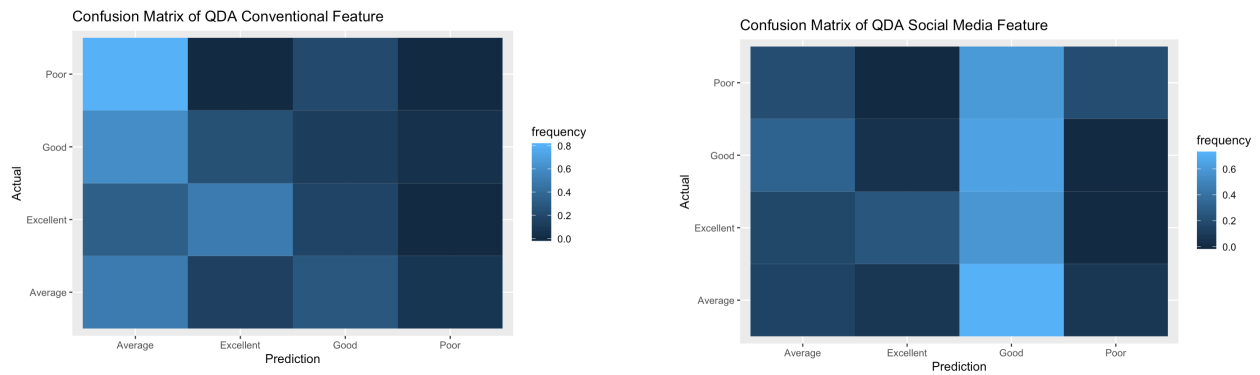 Confusion Matrix of QDA Conventional Feature
Poor
Good
Excellent
Average
Actual
Average Excellent Good Poor
Prediction
frequency
0.8
0.6
0.4
0.2
0.0
Confusion Matrix of QDA Social Media Feature
Poor
Good
Excellent
Average
Actual
Average Excellent Good Poor
Prediction
frequency
0.6
0.4
0.2
0.0